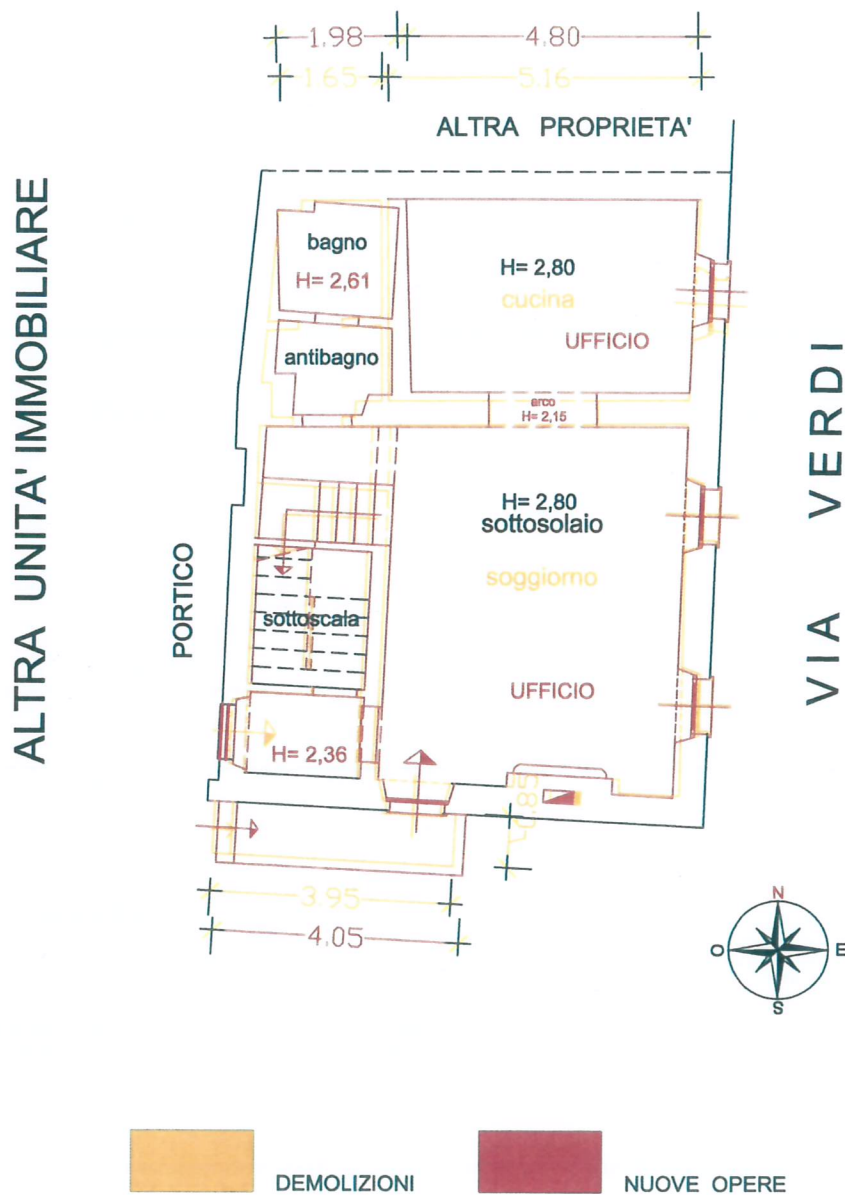 1.98 4.80
1.65 5.16
ALTRA PROPRIETA'
ALTRA UNITA' IMMOBILIARE
bagno
H= 2,61
H= 2,80
cucina
UFFICIO
antibagno
arco
H= 2,15
VIA VERDI
H= 2,80
sottosolaio
soggiorno
PORTICO
sottoscala
UFFICIO
H= 2,36
3.95
4.05
N
O E
S
DEMOLIZIONI NUOVE OPERE